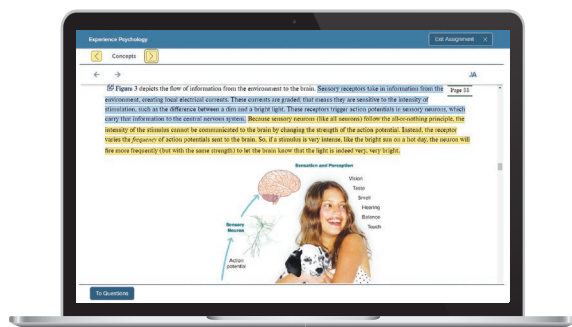 Experience Psychology
Exit Assignment ×
Concepts
Figure 3 depicts the flow of information from the environment to the brain. Sensory receptors take in information from the
Page 88
environment, creating local electrical currents. These currents are graded; that means they are sensitive to the intensity of
stimulation, such as the difference between a dim and a bright light. These receptors trigger action potentials in sensory neurons, which
carry that information to the central nervous system. Because sensory neurons (like all neurons) follow the all-or-nothing principle, the
intensity of the stimulus cannot be communicated to the brain by changing the strength of the action potential. Instead, the receptor
varies the frequency of action potentials sent to the brain. So, if a stimulus is very intense, like the bright sun on a hot day, the neuron will
fire more frequently (but with the same strength) to let the brain know that the light is indeed very, very bright.
Sensation and Perception
Vision
Taste
Smell
Hearing
Balance
Touch
Sensory
Neuron
Action
potential
To Questions